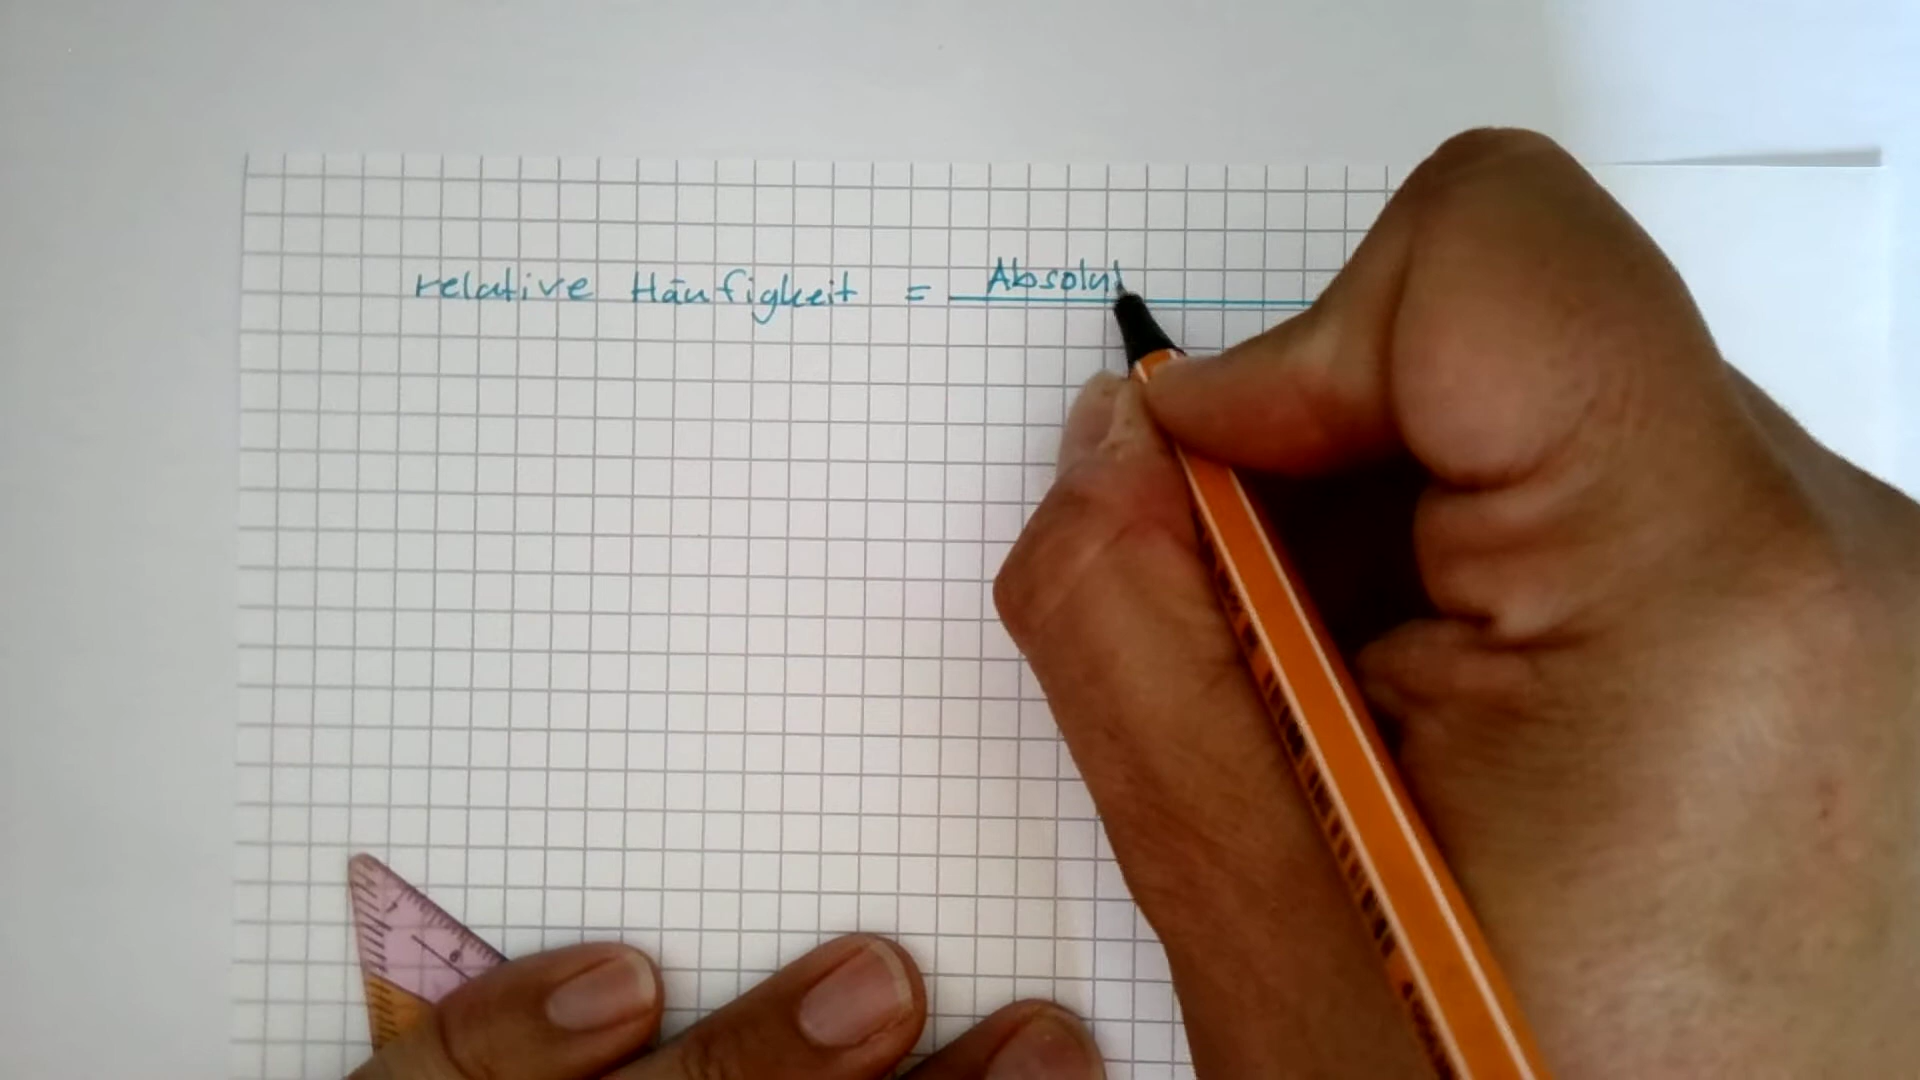 relative Häufigkeit = Absolut